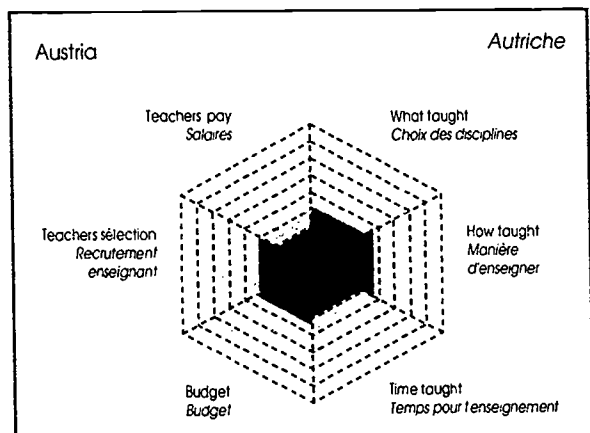 Austria
Autriche
Teachers pay
Salaires
What taught
Choix des disciplines
Teachers sélection
Recrutement
enseignant
How taught
Manière
d'enseigner
Budget
Budget
Time taught
Temps pour l'enseignement